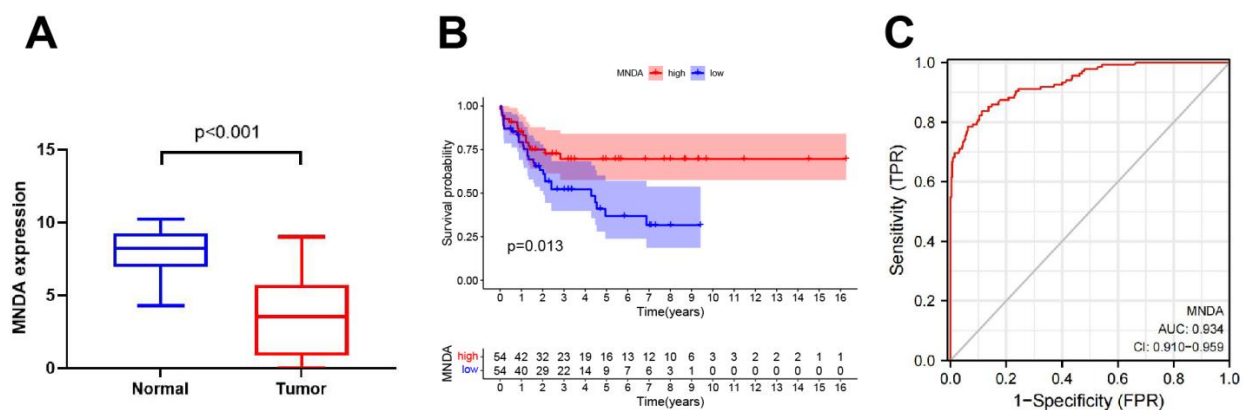 A
p<0.001
15
10
5
0
MNDA expression
Normal
Tumor
B
MNDA high low
1.00
0.75
0.50
0.25
0.00
Survival probability
p=0.013
0 1 2 3 4 5 6 7 8 9 10 11 12 13 14 15 16
Time(years)
MNDA
high 54 42 32 23 19 16 13 12 10 6 3 3 2 2 2 1 1
low 54 40 29 22 14 9 7 6 3 1 0 0 0 0 0 0 0
0 1 2 3 4 5 6 7 8 9 10 11 12 13 14 15 16
Time(years)
C
1.0
0.8
0.6
0.4
0.2
0.0
Sensitivity (TPR)
MNDA
AUC: 0.934
CI: 0.910−0.959
0.0 0.2 0.4 0.6 0.8 1.0
1−Specificity (FPR)